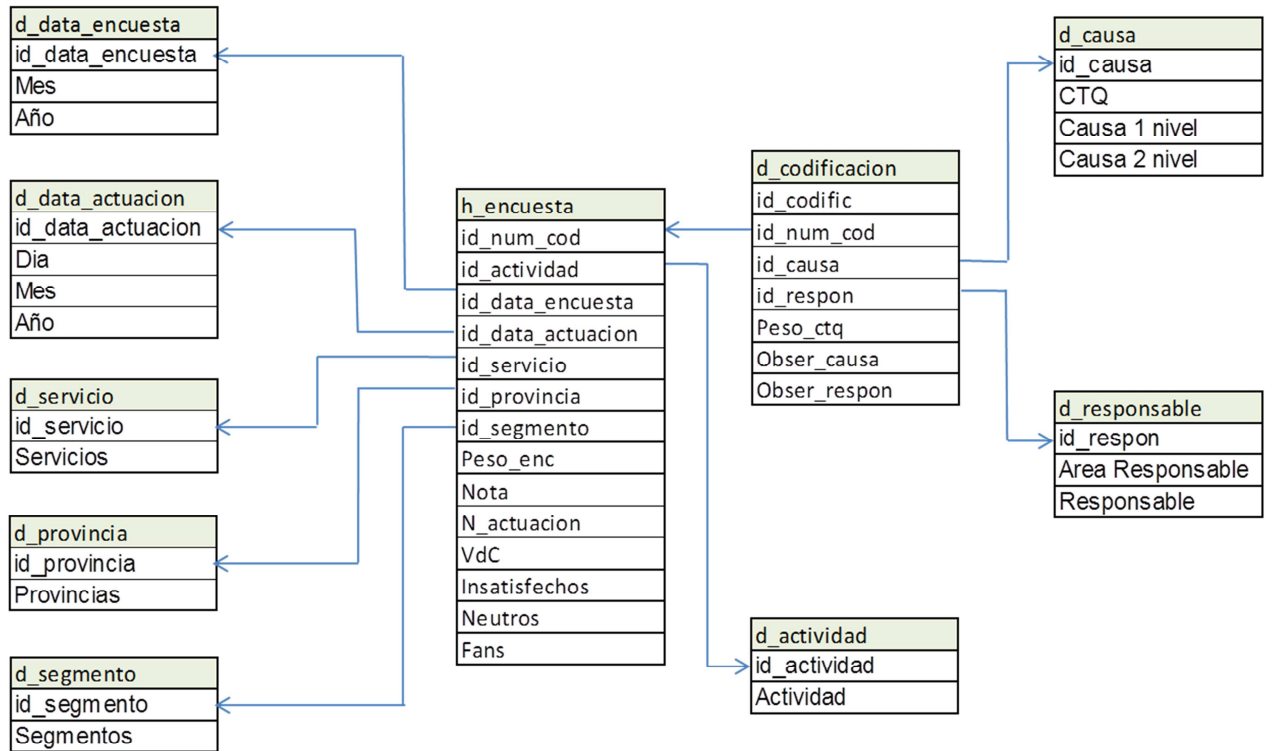 d_data_encuesta
id_data_encuesta
Mes
Año
d_data_actuacion
id_data_actuacion
Dia
Mes
Año
d_servicio
id_servicio
Servicios
d_provincia
id_provincia
Provincias
d_segmento
id_segmento
Segmentos
h_encuesta
id_num_cod
id_actividad
id_data_encuesta
id_data_actuacion
id_servicio
id_provincia
id_segmento
Peso_enc
Nota
N_actuacion
VdC
Insatisfechos
Neutros
Fans
d_codificacion
id_codific
id_num_cod
id_causa
id_respon
Peso_ctq
Obser_causa
Obser_respon
d_actividad
id_actividad
Actividad
d_causa
id_causa
CTQ
Causa 1 nivel
Causa 2 nivel
d_responsable
id_respon
Area Responsable
Responsable